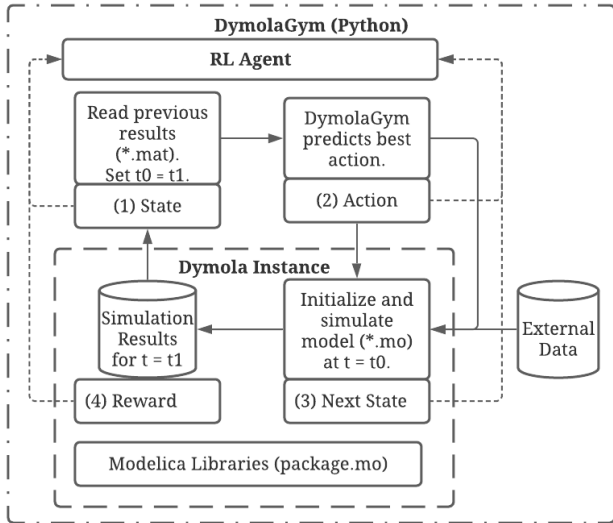 DymolaGym (Python)
RL Agent
Read previous
results
(*.mat).
Set t0 = t1.
(1) State
DymolaGym
predicts best
action.
(2) Action
Dymola Instance
Simulation
Results
for t = t1
(4) Reward
Initialize and
simulate
model (*.mo)
at t = t0.
(3) Next State
External
Data
Modelica Libraries (package.mo)